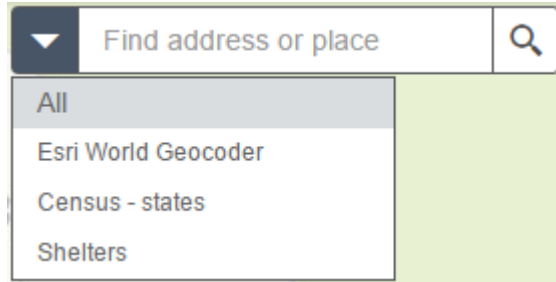 Find address or place
All
Esri World Geocoder
Census - states
Shelters